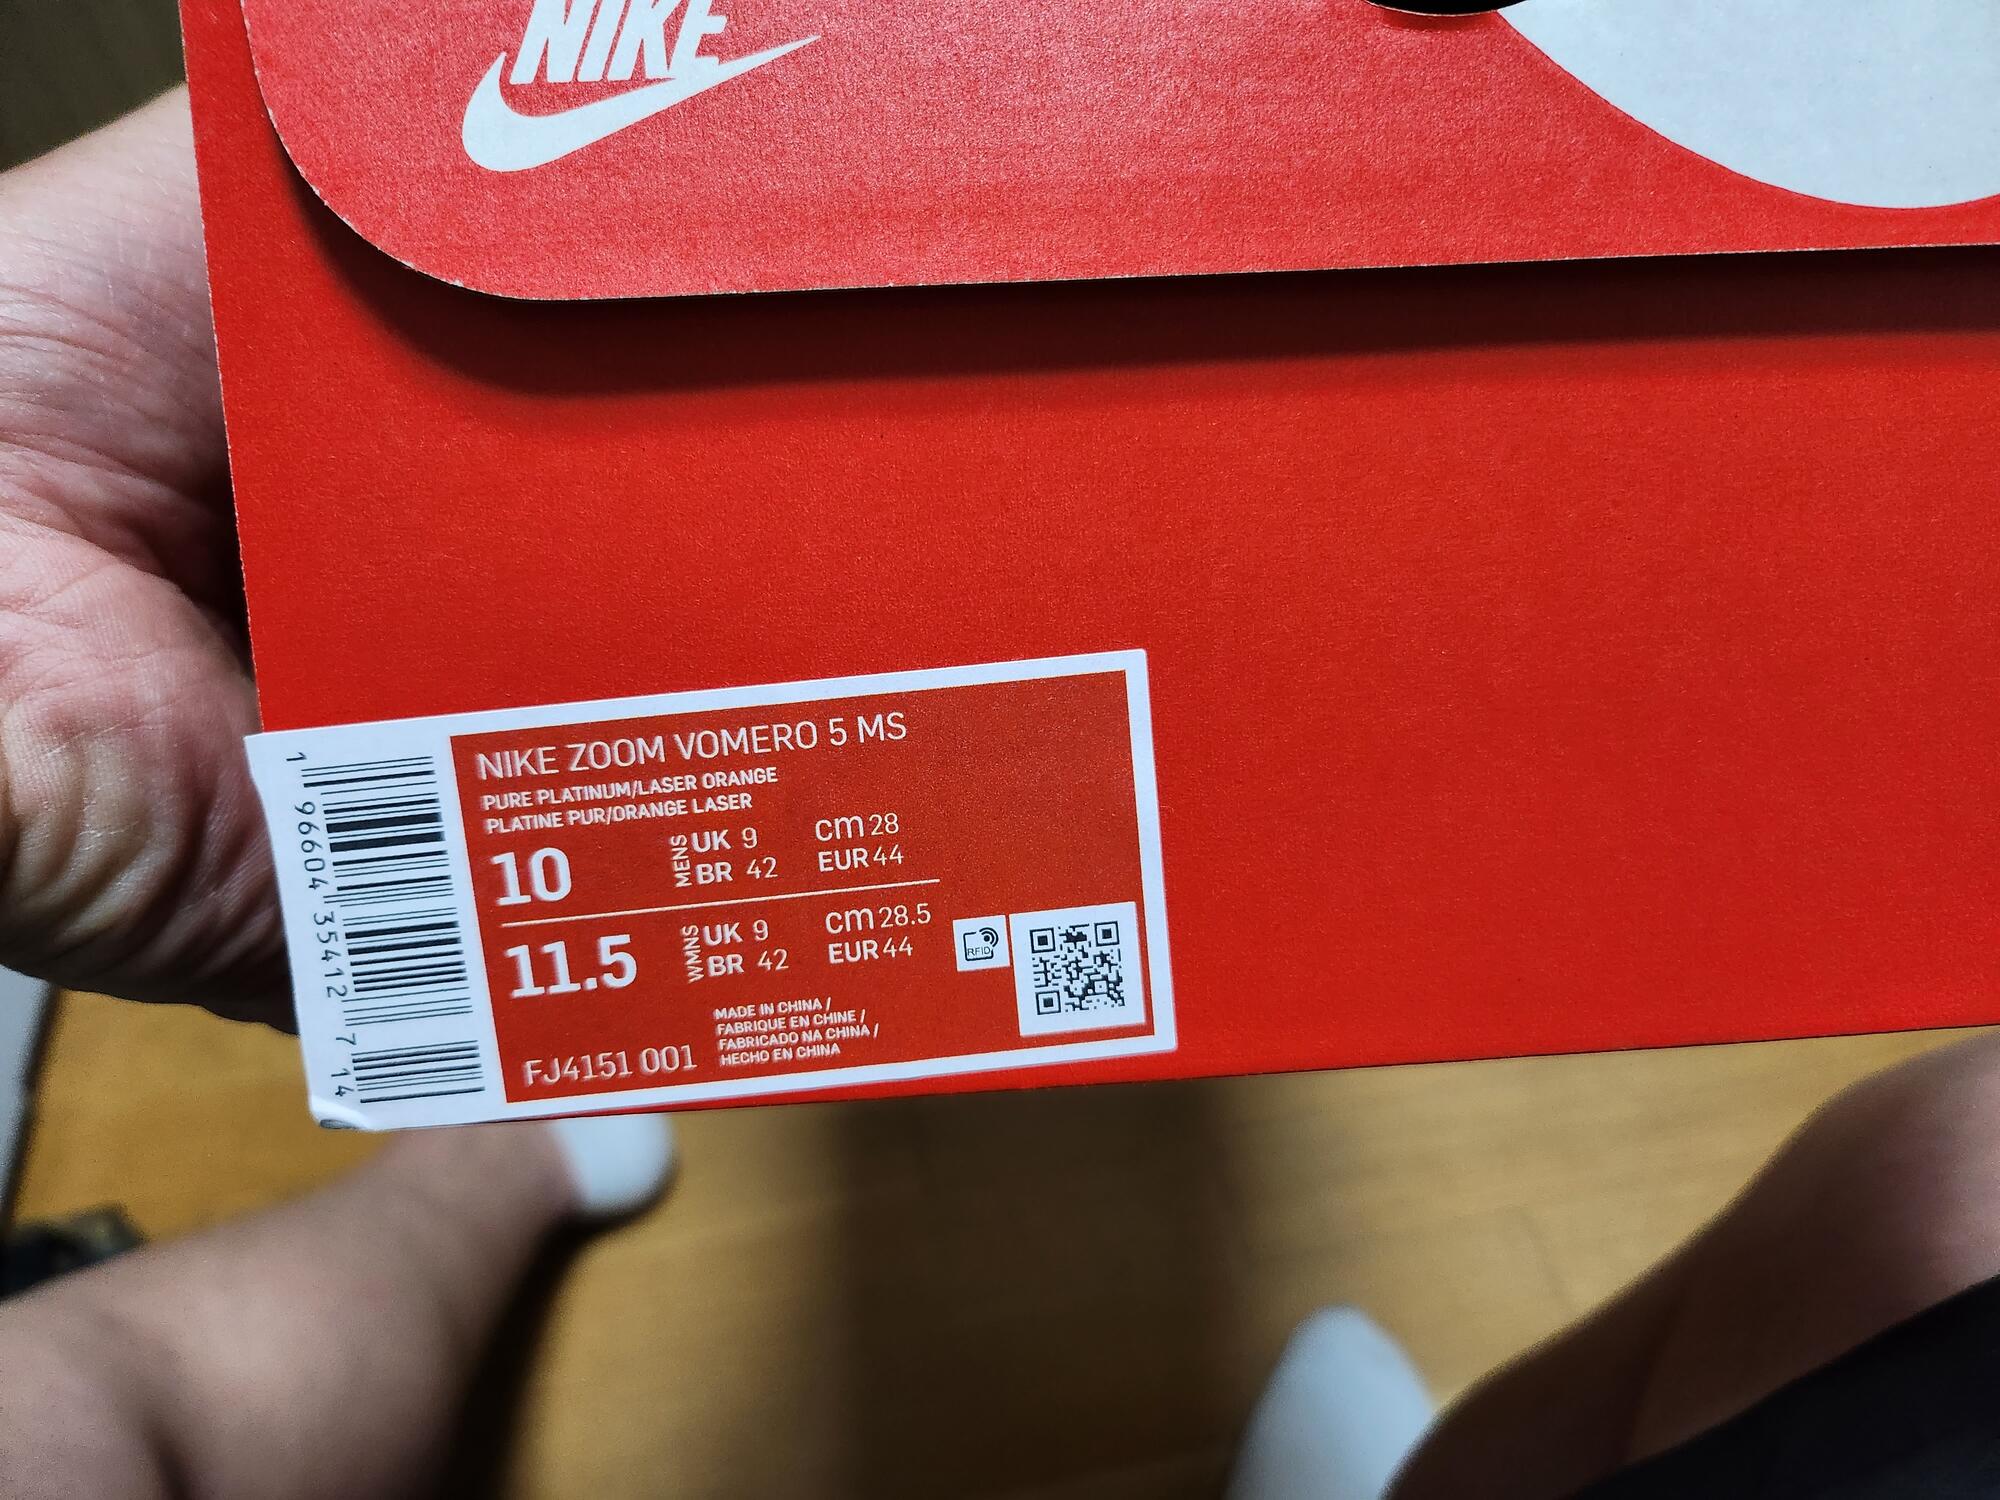 NIKE
NIKE ZOOM VOMERO 5 MS
PURE PLATINUM/LASER ORANGE
PLATINE PUR/ORANGE LASER
10 MENS UK 9 cm 28
BR 42 EUR 44
11.5 WMNS UK 9 cm 28.5
BR 42 EUR 44
RFID
MADE IN CHINA /
FABRIQUE EN CHINE /
FABRICADO NA CHINA /
HECHO EN CHINA
FJ4151 001
1 96604 35412 7 14